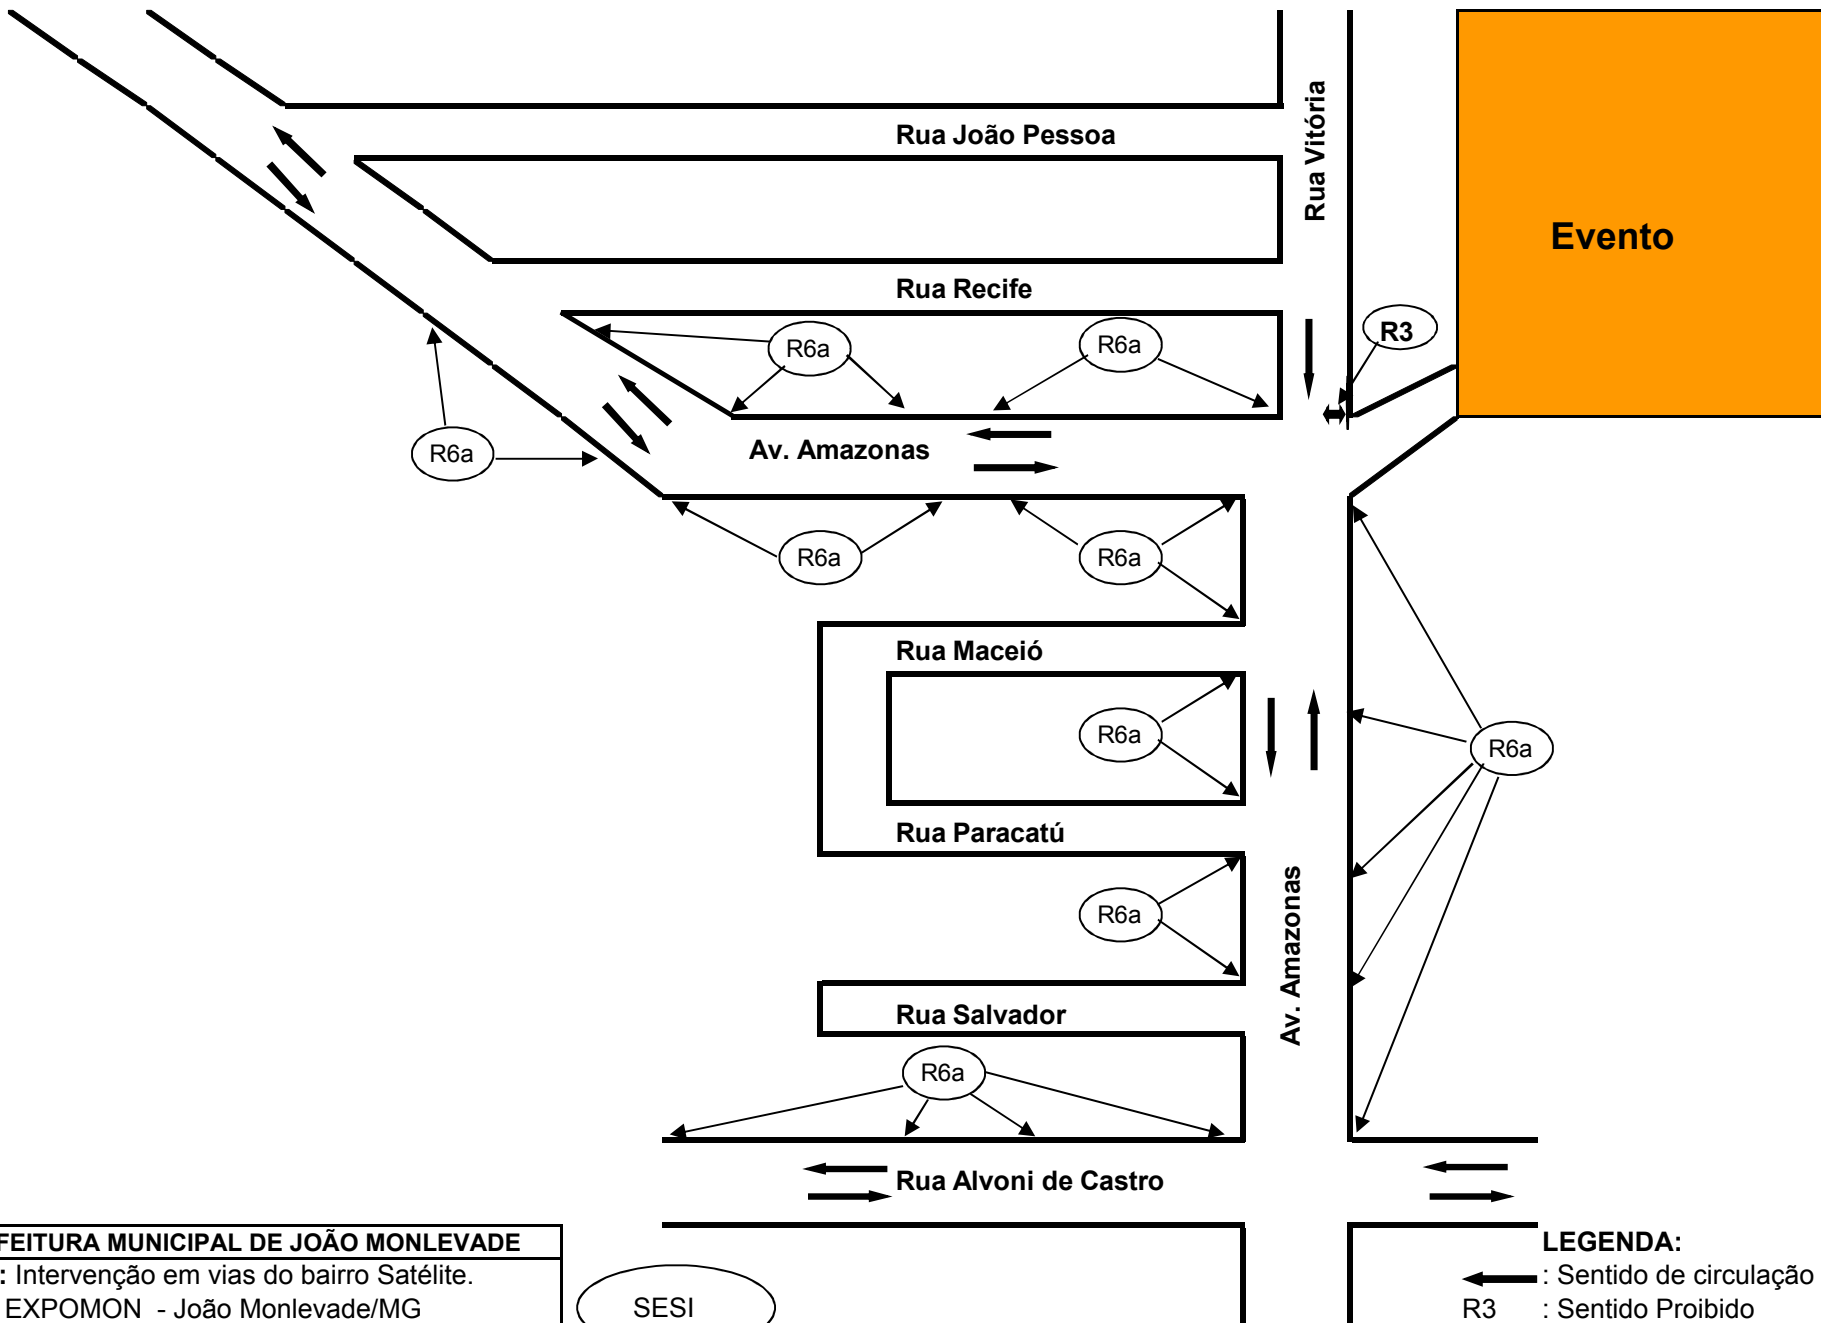 Rua João Pessoa
Rua Vitória
Evento
Rua Recife
R3
R6a
R6a
R6a
Av. Amazonas
R6a
R6a
Rua Maceió
R6a
R6a
Rua Paracatú
R6a
Av. Amazonas
Rua Salvador
R6a
Rua Alvoni de Castro
FEITURA MUNICIPAL DE JOÃO MONLEVADE
: Intervenção em vias do bairro Satélite.
EXPOMON - João Monlevade/MG
SESI
LEGENDA:
: Sentido de circulação
R3 : Sentido Proibido